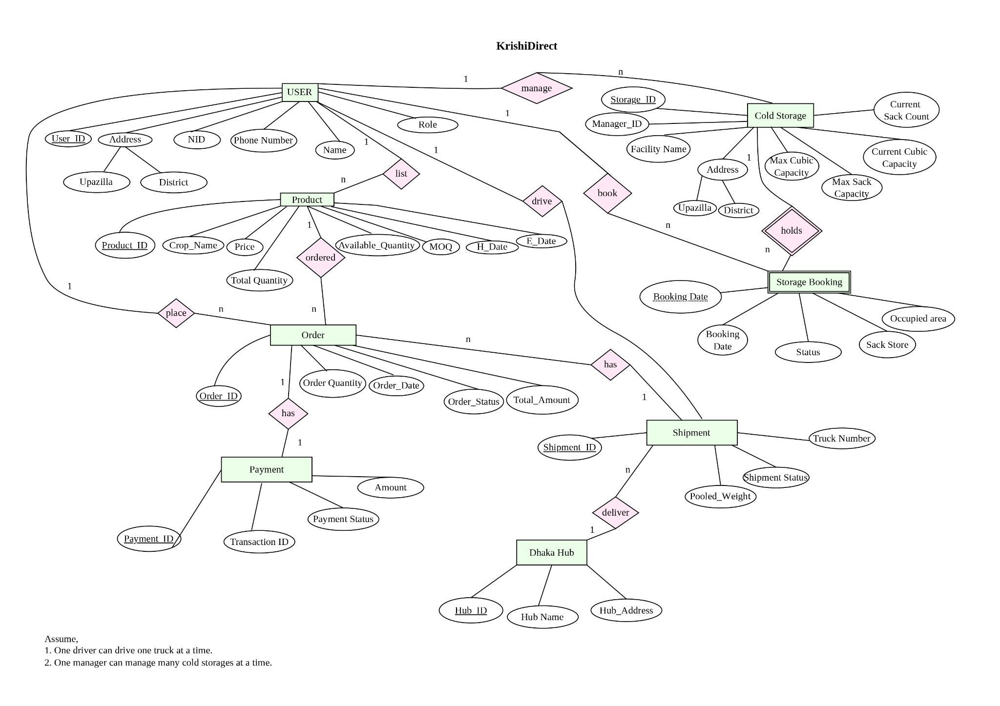 KrishiDirect
1
n
manage
USER
Storage_ID
Current
Sack Count
Cold Storage
Manager_ID
1
Role
User_ID
Address
NID
Phone Number
Name
1
1
Facility Name
Current Cubic
Capacity
1
Max Cubic
Capacity
Address
list
n
Upazilla
District
Max Sack
Capacity
book
Product
drive
Upazilla
District
1
n
holds
Product_ID
Crop_Name
Price
Available_Quantity
MOQ
H_Date
E_Date
n
ordered
Total Quantity
Storage Booking
1
Booking Date
place
n
n
Occupied area
Order
n
Booking
Date
Sack Store
Status
has
1
Order Quantity
Order_Date
Order_ID
Order_Status
Total_Amount
1
has
Shipment
1
Shipment_ID
Truck Number
Payment
n
Shipment Status
Amount
Pooled_Weight
deliver
Payment Status
1
Payment_ID
Transaction ID
Dhaka Hub
Hub_ID
Hub Name
Hub_Address
Assume,
1. One driver can drive one truck at a time.
2. One manager can manage many cold storages at a time.